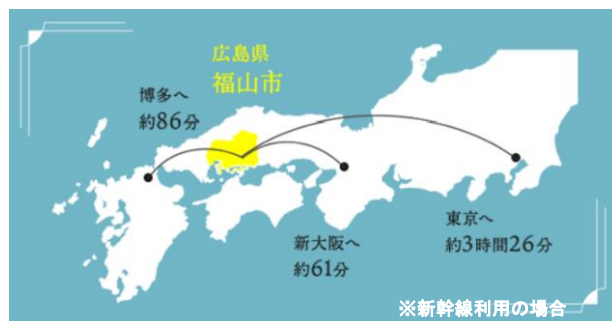 広島県
福山市
博多へ
約86分
新大阪へ
約61分
東京へ
約3時間26分
※新幹線利用の場合